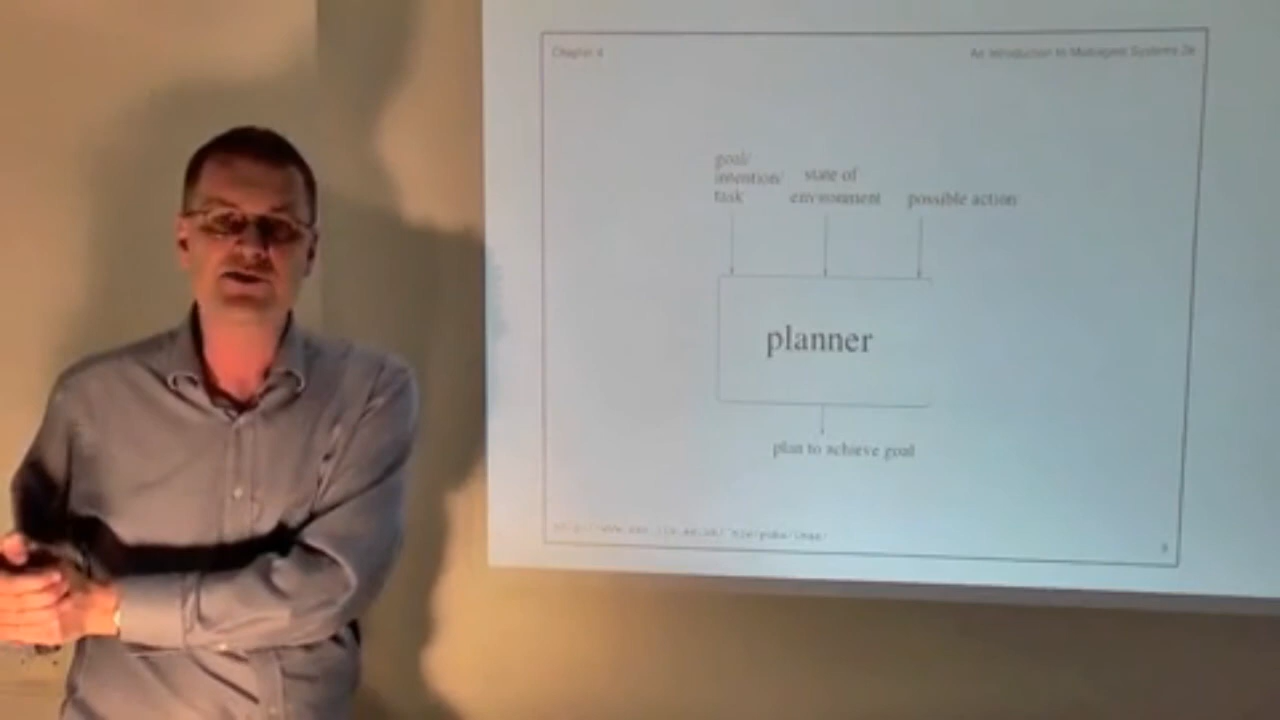 Chapter 4
An Introduction to Multiagent Systems 2e
goal/
intention/
task
state of
environment
possible action
planner
plan to achieve goal